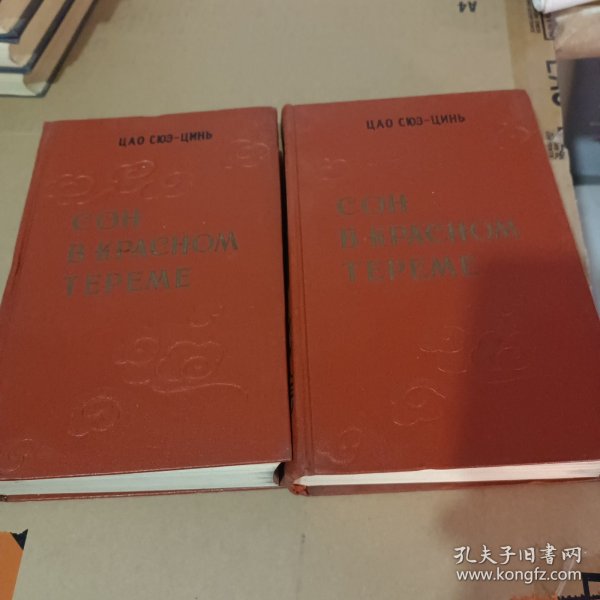 ЦАО СЮЭ-ЦИНЬ
СОН
В КРАСНОМ
ТЕРЕМЕ
ЦАО СЮЭ-ЦИНЬ
СОН
В КРАСНОМ
ТЕРЕМЕ
A4
孔夫子旧书网
www.kongfz.com